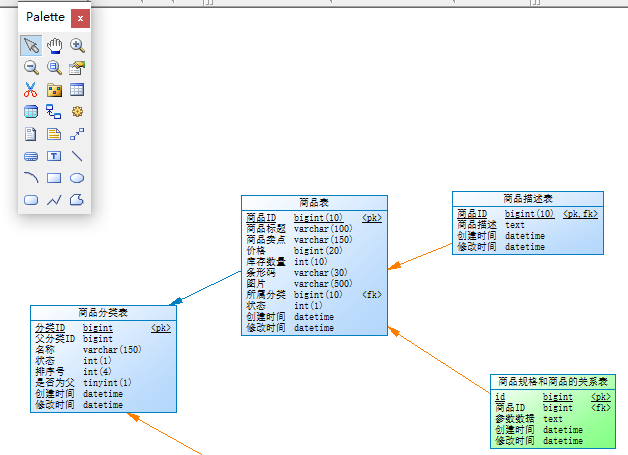 Palette
x
商品表
商品ID bigint(10) <pk>
商品标题 varchar(100)
商品卖点 varchar(150)
价格 bigint(20)
库存数量 int(10)
条形码 varchar(30)
图片 varchar(500)
所属分类 bigint(10) <fk>
状态 int(1)
创建时间 datetime
修改时间 datetime
商品描述表
商品ID bigint(10) <pk,fk>
商品描述 text
创建时间 datetime
修改时间 datetime
商品分类表
分类ID bigint <pk>
父分类ID bigint
名称 varchar(150)
状态 int(1)
排序号 int(4)
是否为父 tinyint(1)
创建时间 datetime
修改时间 datetime
商品规格和商品的关系表
id bigint <pk>
商品ID bigint <fk>
参数数据 text
创建时间 datetime
修改时间 datetime